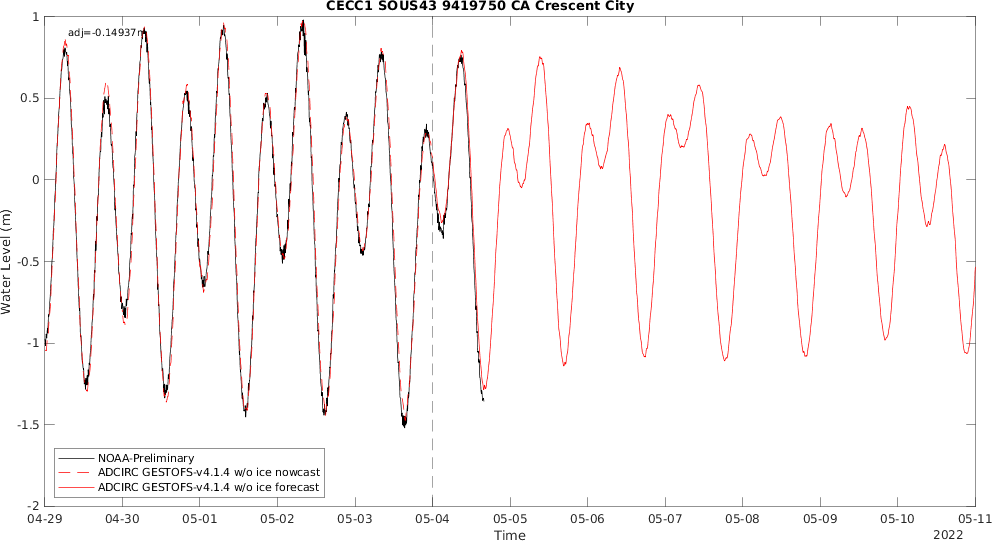 CECC1 SOUS43 9419750 CA Crescent City
adj=-0.14937m
1
0.5
0
-0.5
-1
-1.5
-2
Water Level (m)
NOAA-Preliminary
ADCIRC GESTOFS-v4.1.4 w/o ice nowcast
ADCIRC GESTOFS-v4.1.4 w/o ice forecast
04-29 04-30 05-01 05-02 05-03 05-04 05-05 05-06 05-07 05-08 05-09 05-10 05-11
Time
2022